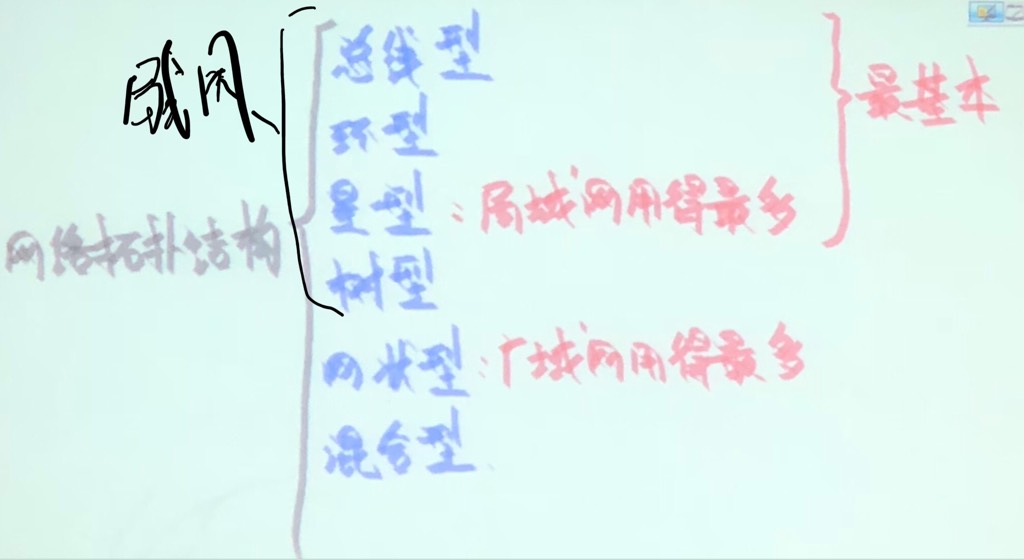 局域网
总线型
最基本
环型
星型：局域网用得最多
网络拓扑结构
树型
网状型：广域网用得最多
混合型